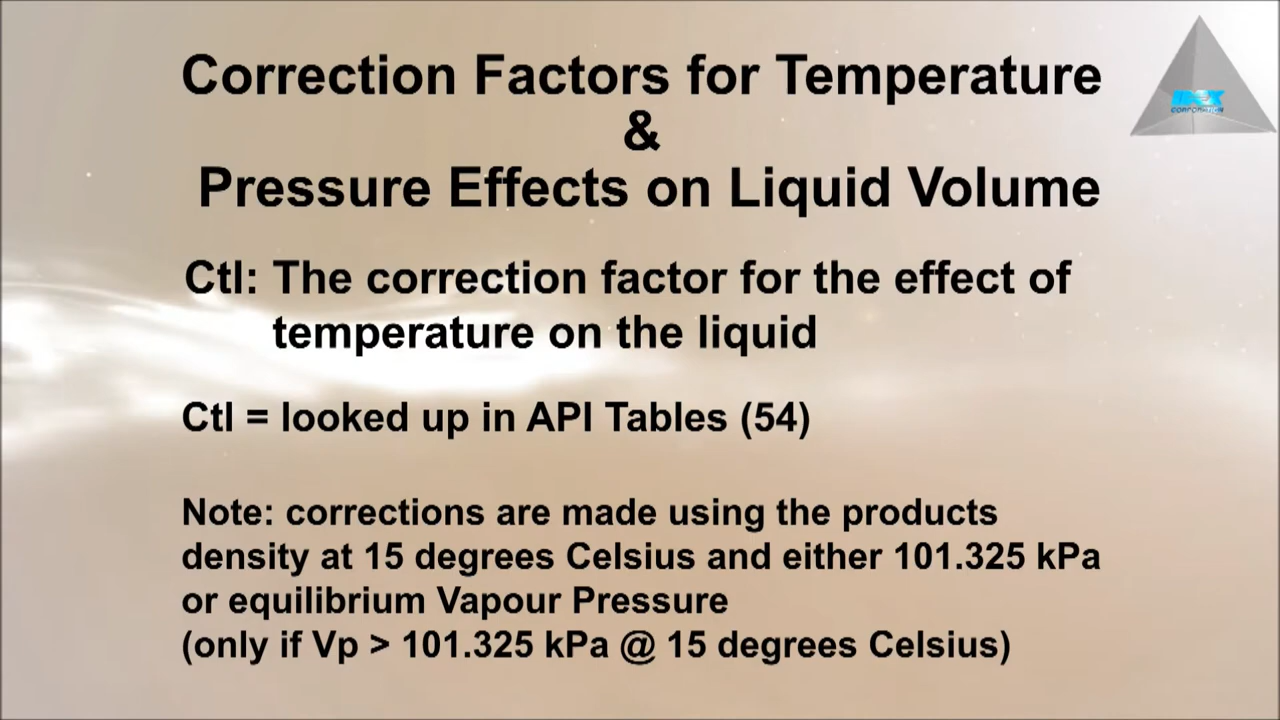 Correction Factors for Temperature
&
Pressure Effects on Liquid Volume
Ctl: The correction factor for the effect of
temperature on the liquid
Ctl = looked up in API Tables (54)
Note: corrections are made using the products
density at 15 degrees Celsius and either 101.325 kPa
or equilibrium Vapour Pressure
(only if Vp > 101.325 kPa @ 15 degrees Celsius)